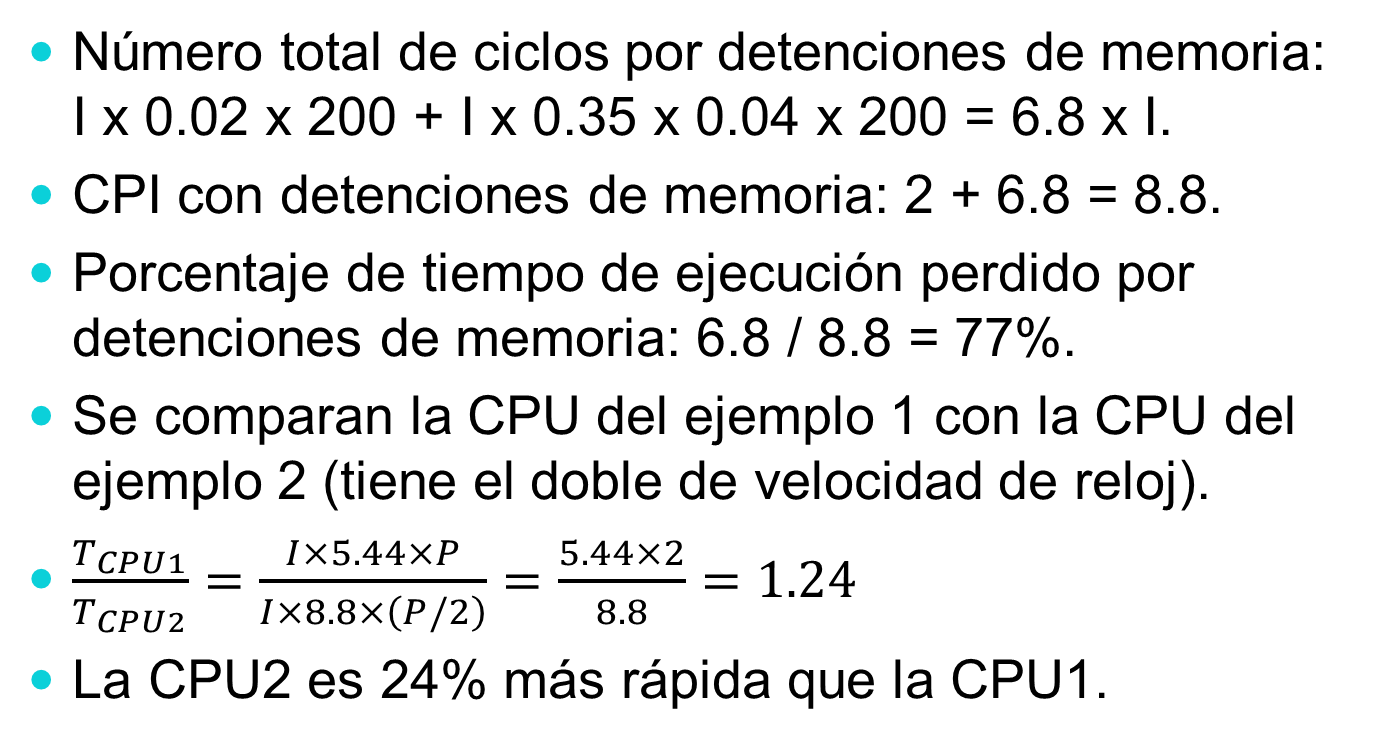 • Número total de ciclos por detenciones de memoria:
I x 0.02 x 200 + I x 0.35 x 0.04 x 200 = 6.8 x I.
• CPI con detenciones de memoria: 2 + 6.8 = 8.8.
• Porcentaje de tiempo de ejecución perdido por
detenciones de memoria: 6.8 / 8.8 = 77%.
• Se comparan la CPU del ejemplo 1 con la CPU del
ejemplo 2 (tiene el doble de velocidad de reloj).
• T_CPU1 / T_CPU2 = I×5.44×P / I×8.8×(P/2) = 5.44×2 / 8.8 = 1.24
• La CPU2 es 24% más rápida que la CPU1.